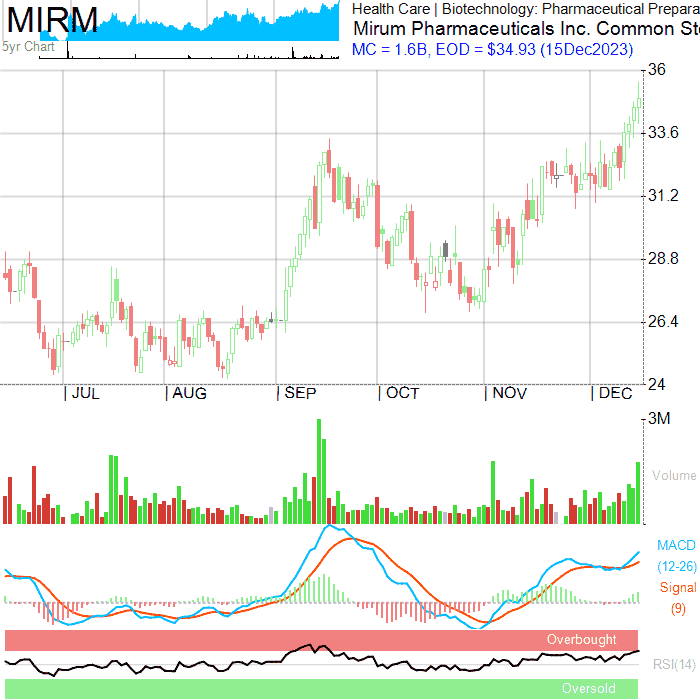 MIRM
5yr Chart
Health Care | Biotechnology: Pharmaceutical Prepara
Mirum Pharmaceuticals Inc. Common Sto
MC = 1.6B, EOD = $34.93 (15Dec2023)
36
33.6
31.2
28.8
26.4
24
| JUL | AUG | SEP | OCT | NOV | DEC
3M
Volume
MACD
(12-26)
Signal
(9)
Overbought
RSI(14)
Oversold